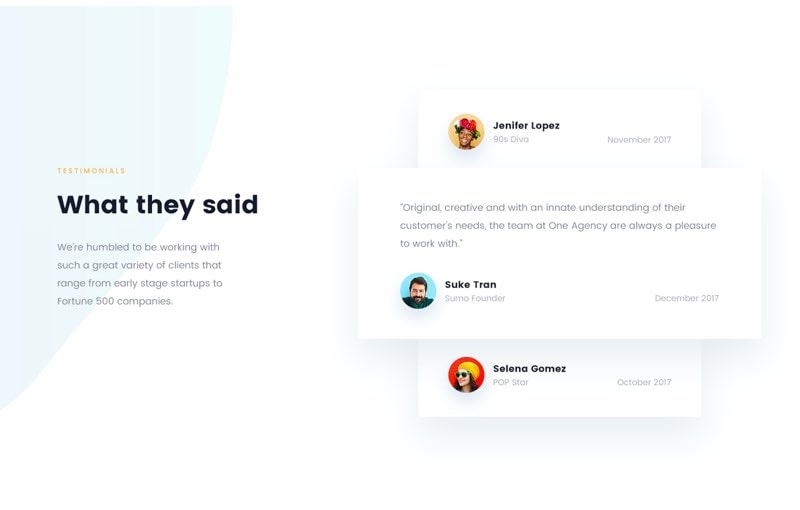 TESTIMONIALS
What they said
We're humbled to be working with
such a great variety of clients that
range from early stage startups to
Fortune 500 companies.
Jenifer Lopez
90s Diva
November 2017
"Original, creative and with an innate understanding of their
customer's needs, the team at One Agency are always a pleasure
to work with."
Suke Tran
Sumo Founder
December 2017
Selena Gomez
POP Star
October 2017